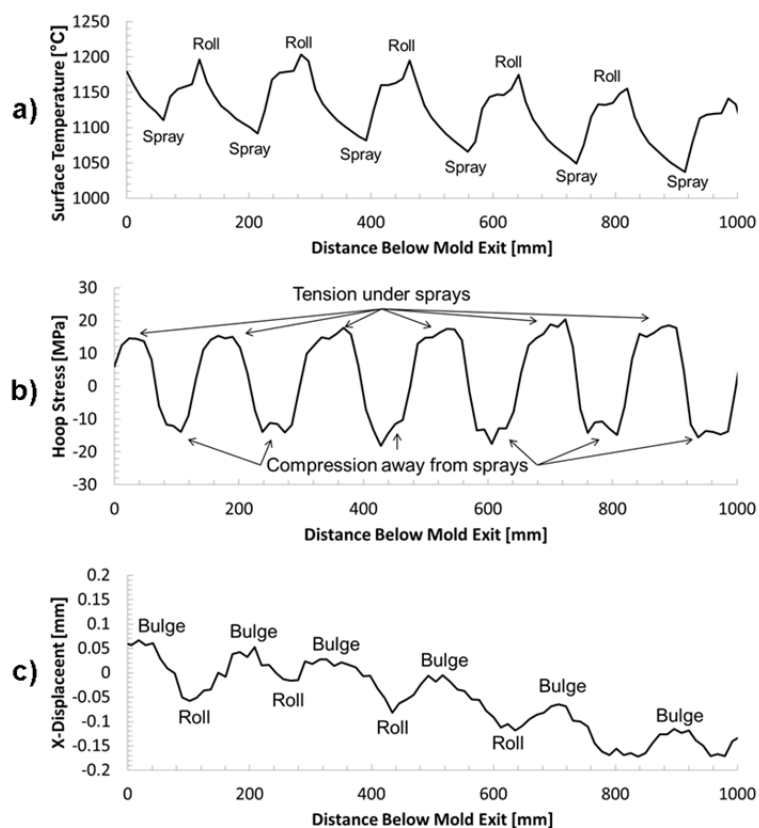 a)
Surface Temperature [°C]
1250
1200
1150
1100
1050
1000
Roll
Roll
Roll
Roll
Roll
Spray
Spray
Spray
Spray
Spray
Spray
0
200
400
600
800
1000
Distance Below Mold Exit [mm]
b)
Hoop Stress [MPa]
30
20
10
0
-10
-20
-30
Tension under sprays
Compression away from sprays
0
200
400
600
800
1000
Distance Below Mold Exit [mm]
c)
X-Displaceent [mm]
0.2
0.15
0.1
0.05
0
-0.05
-0.1
-0.15
-0.2
Bulge
Bulge
Bulge
Bulge
Bulge
Bulge
Roll
Roll
Roll
Roll
0
200
400
600
800
1000
Distance Below Mold Exit [mm]